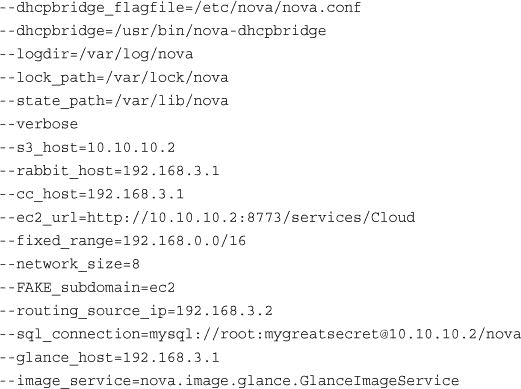 --dhcpbridge_flagfile=/etc/nova/nova.conf
--dhcpbridge=/usr/bin/nova-dhcpbridge
--logdir=/var/log/nova
--lock_path=/var/lock/nova
--state_path=/var/lib/nova
--verbose
--s3_host=10.10.10.2
--rabbit_host=192.168.3.1
--cc_host=192.168.3.1
--ec2_url=http://10.10.10.2:8773/services/Cloud
--fixed_range=192.168.0.0/16
--network_size=8
--FAKE_subdomain=ec2
--routing_source_ip=192.168.3.2
--sql_connection=mysql://root:mygreatsecret@10.10.10.2/nova
--glance_host=192.168.3.1
--image_service=nova.image.glance.GlanceImageService